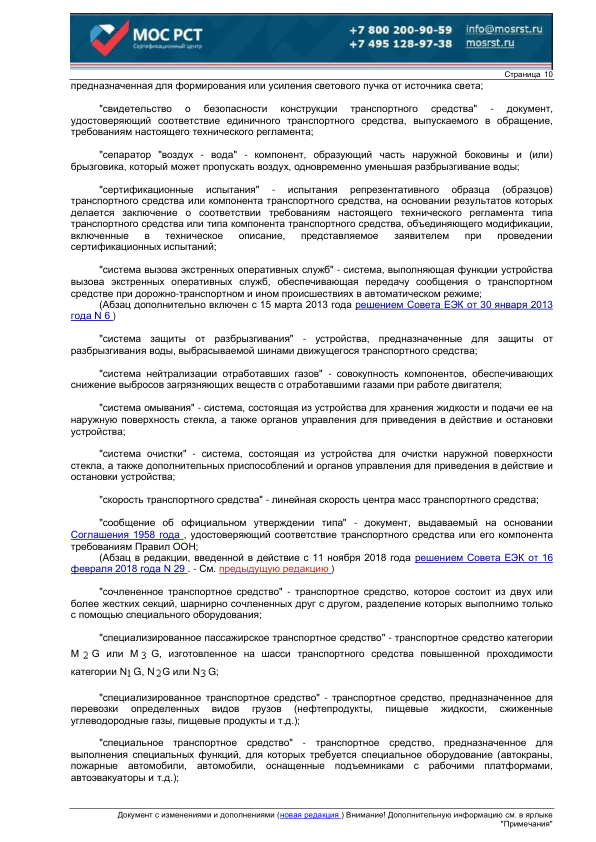 МОС РСТ
Сертификационный центр
+7 800 200-90-59 info@mosrst.ru
+7 495 128-97-38 mosrst.ru
Страница 10
предназначенная для формирования или усиления светового пучка от источника света;
"свидетельство о безопасности конструкции транспортного средства" - документ,
удостоверяющий соответствие единичного транспортного средства, выпускаемого в обращение,
требованиям настоящего технического регламента;
"сепаратор "воздух - вода" - компонент, образующий часть наружной боковины и (или)
брызговика, который может пропускать воздух, одновременно уменьшая разбрызгивание воды;
"сертификационные испытания" - испытания репрезентативного образца (образцов)
транспортного средства или компонента транспортного средства, на основании результатов которых
делается заключение о соответствии требованиям настоящего технического регламента типа
транспортного средства или типа компонента транспортного средства, объединяющего модификации,
включенные в техническое описание, представляемое заявителем при проведении
сертификационных испытаний;
"система вызова экстренных оперативных служб" - система, выполняющая функции устройства
вызова экстренных оперативных служб, обеспечивающая передачу сообщения о транспортном
средстве при дорожно-транспортном и ином происшествиях в автоматическом режиме;
(Абзац дополнительно включен с 15 марта 2013 года решением Совета ЕЭК от 30 января 2013
года N 6 )
"система защиты от разбрызгивания" - устройства, предназначенные для защиты от
разбрызгивания воды, выбрасываемой шинами движущегося транспортного средства;
"система нейтрализации отработавших газов" - совокупность компонентов, обеспечивающих
снижение выбросов загрязняющих веществ с отработавшими газами при работе двигателя;
"система омывания" - система, состоящая из устройства для хранения жидкости и подачи ее на
наружную поверхность стекла, а также органов управления для приведения в действие и остановки
устройства;
"система очистки" - система, состоящая из устройства для очистки наружной поверхности
стекла, а также дополнительных приспособлений и органов управления для приведения в действие и
остановки устройства;
"скорость транспортного средства" - линейная скорость центра масс транспортного средства;
"сообщение об официальном утверждении типа" - документ, выдаваемый на основании
Соглашения 1958 года , удостоверяющий соответствие транспортного средства или его компонента
требованиям Правил ООН;
(Абзац в редакции, введенной в действие с 11 ноября 2018 года решением Совета ЕЭК от 16
февраля 2018 года N 29 . - См. предыдущую редакцию )
"сочлененное транспортное средство" - транспортное средство, которое состоит из двух или
более жестких секций, шарнирно сочлененных друг с другом, разделение которых выполнимо только
с помощью специального оборудования;
"специализированное пассажирское транспортное средство" - транспортное средство категории
M 2 G или M 3 G, изготовленное на шасси транспортного средства повышенной проходимости
категории N1 G, N 2 G или N3 G;
"специализированное транспортное средство" - транспортное средство, предназначенное для
перевозки определенных видов грузов (нефтепродукты, пищевые жидкости, сжиженные
углеводородные газы, пищевые продукты и т.д.);
"специальное транспортное средство" - транспортное средство, предназначенное для
выполнения специальных функций, для которых требуется специальное оборудование (автокраны,
пожарные автомобили, автомобили, оснащенные подъемниками с рабочими платформами,
автоэвакуаторы и т.д.);
Документ с изменениями и дополнениями (новая редакция ) Внимание! Дополнительную информацию см. в ярлыке
"Примечания"